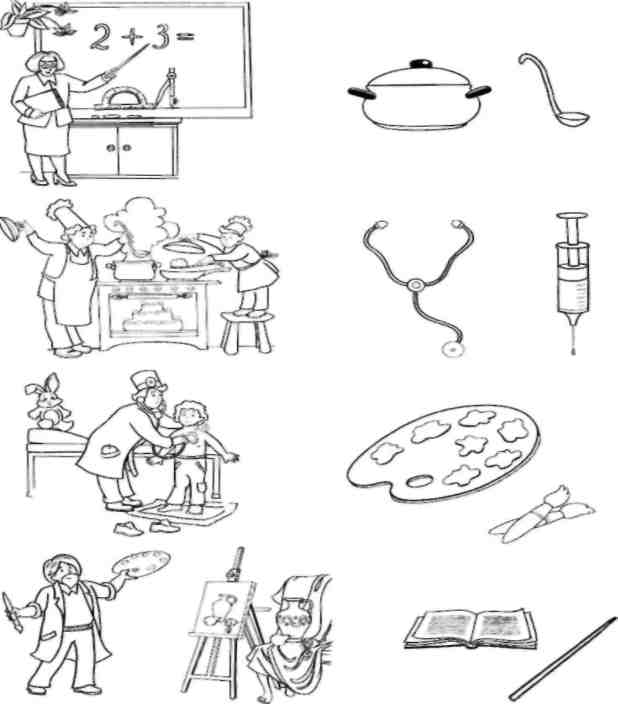 2 + 3 =